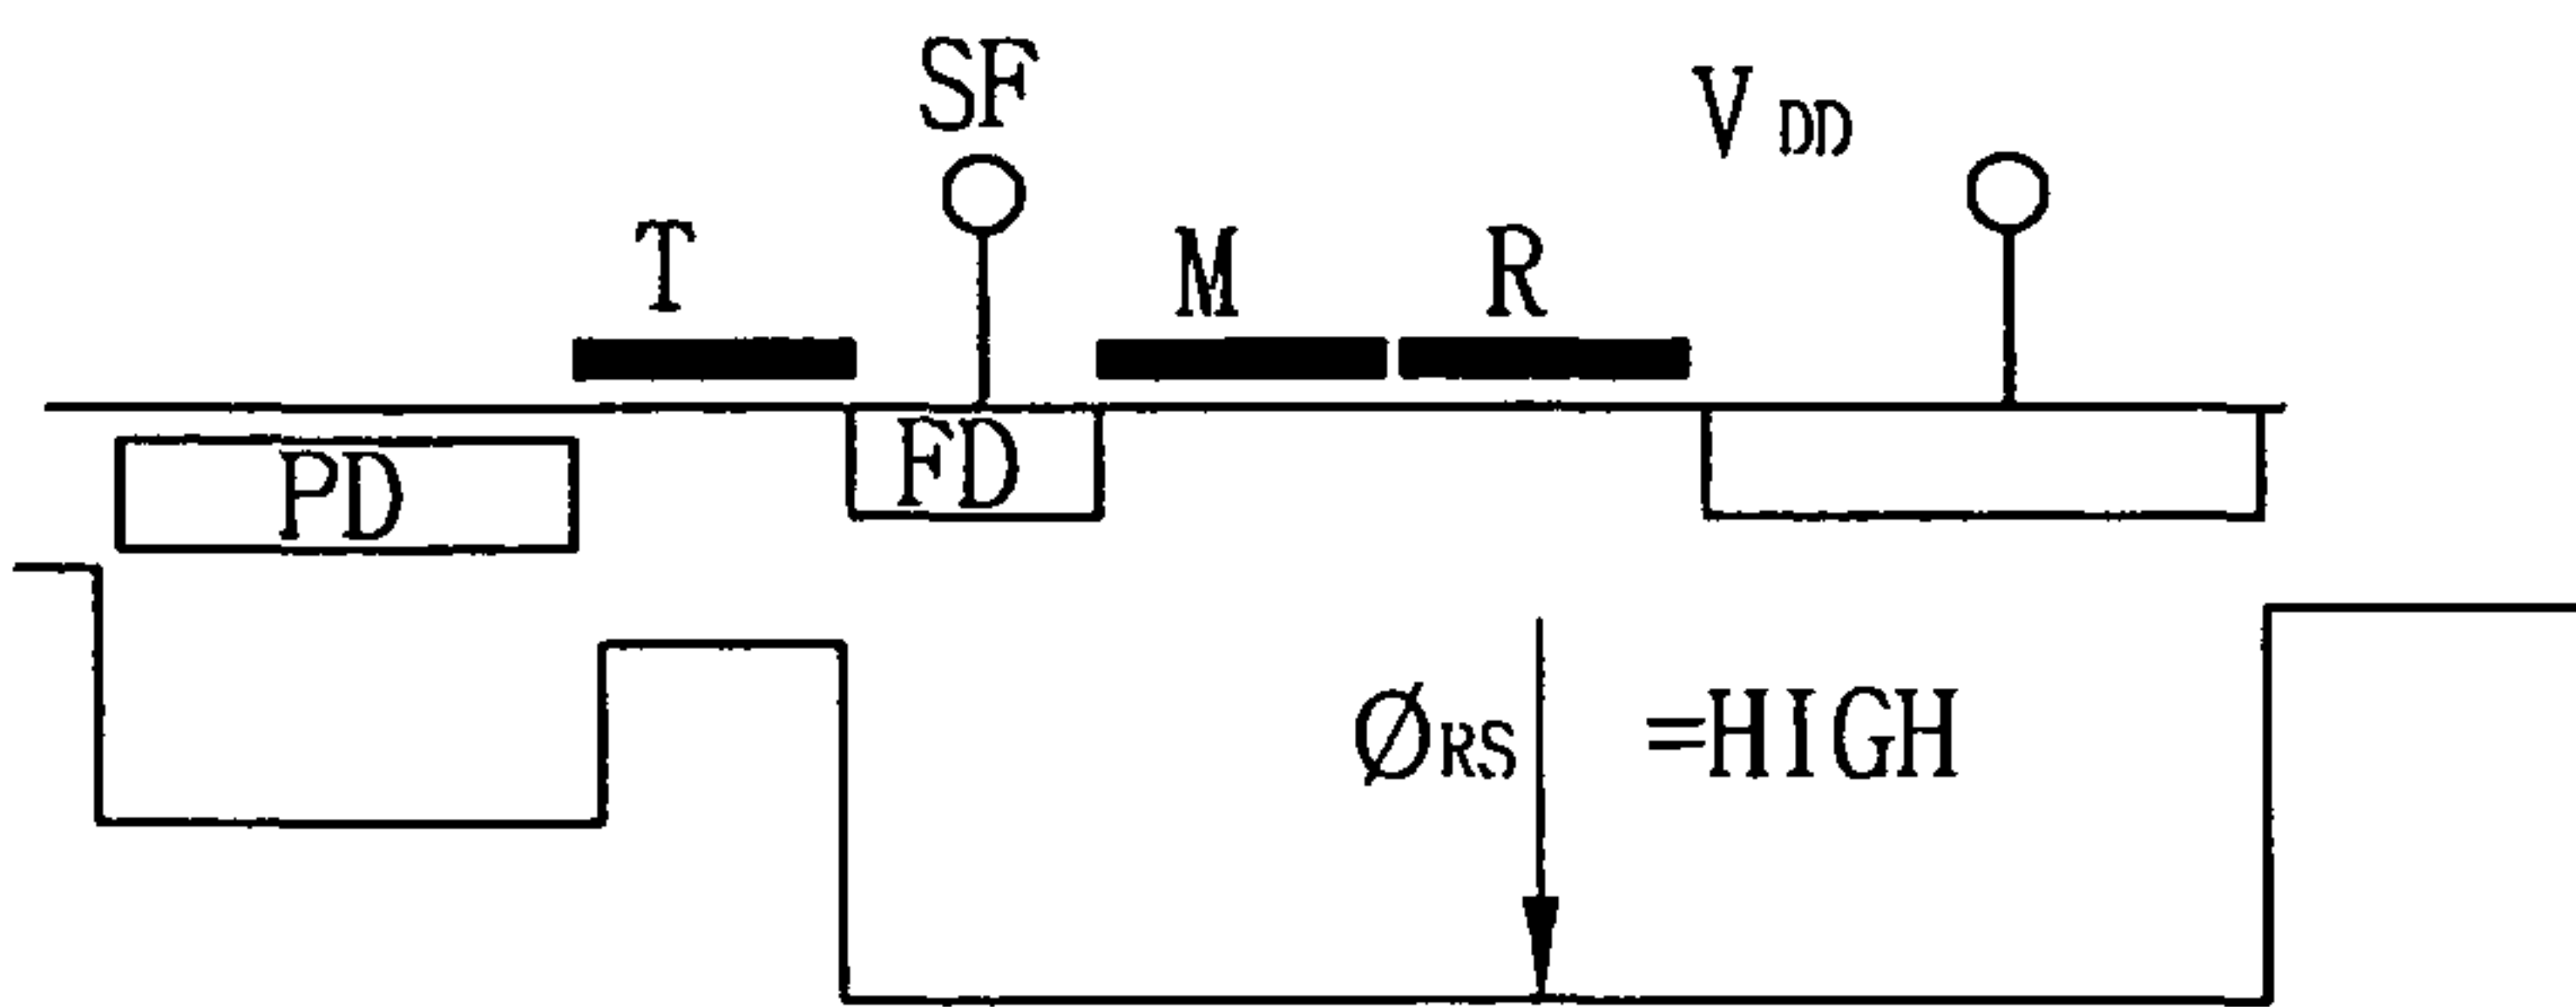 SF
V DD
T
M
R
FD
PD
ØRS =HIGH